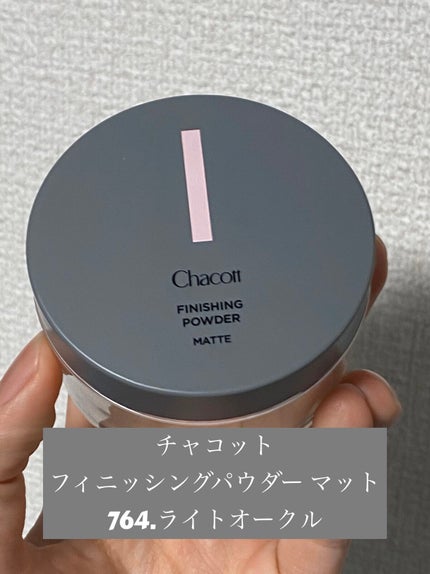 Chacott
FINISHING
POWDER
MATTE
チャコット
フィニッシングパウダー マット
764.ライトオークル